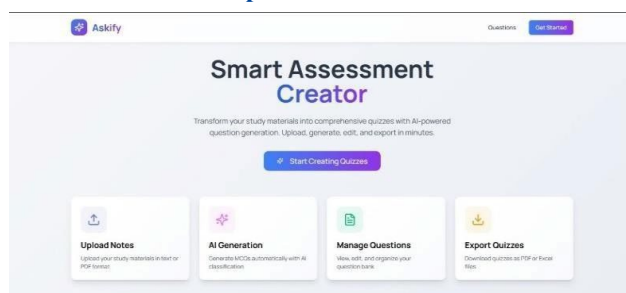 Askify
Questions
Get Started
Smart Assessment
Creator
Transform your study materials into comprehensive quizzes with AI-powered
question generation. Upload, generate, edit, and export in minutes.
Start Creating Quizzes
Upload Notes
Upload your study materials in text or
PDF format
AI Generation
Generate MCQs automatically with AI
classification
Manage Questions
View, edit, and organize your
question bank
Export Quizzes
Download quizzes as PDF or Excel
files